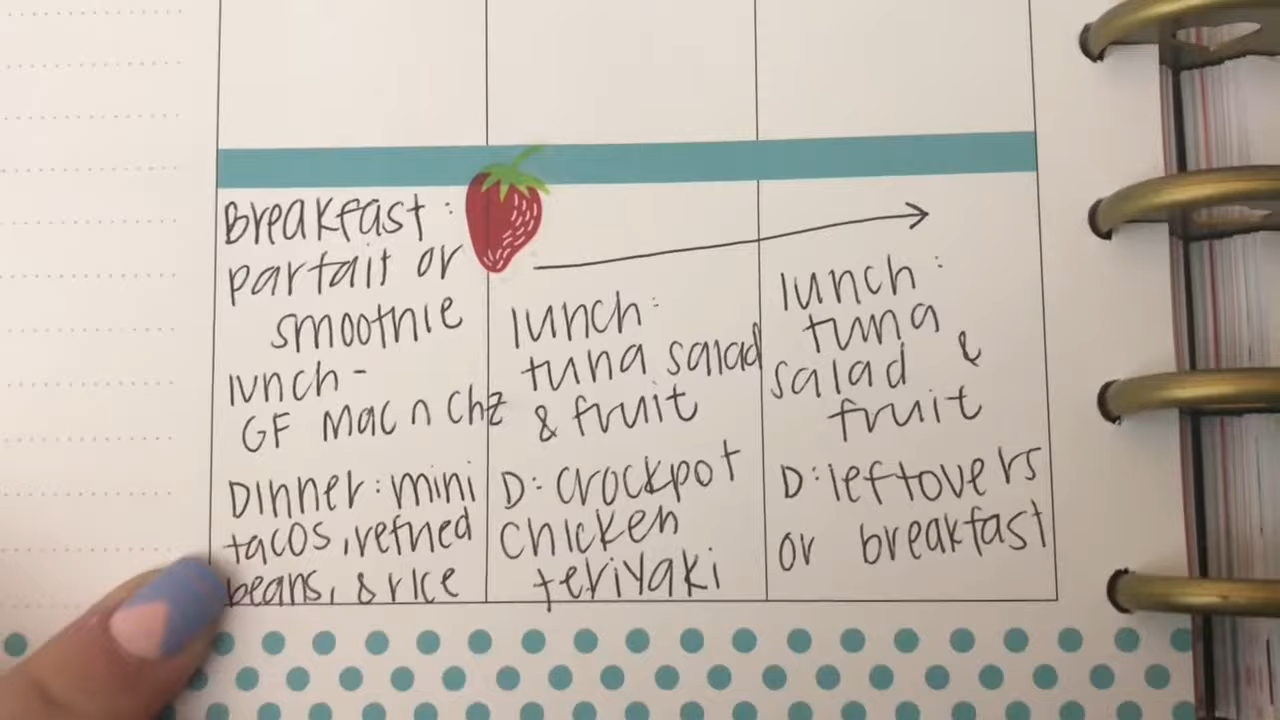 Breakfast:
parfait or
smoothie
lunch-
GF Mac n Chz
Dinner: mini
tacos, refried
beans, & rice
lunch:
tuna salad
& fruit
D: crockpot
chicken
teriyaki
lunch:
tuna
salad &
fruit
D: leftovers
or breakfast